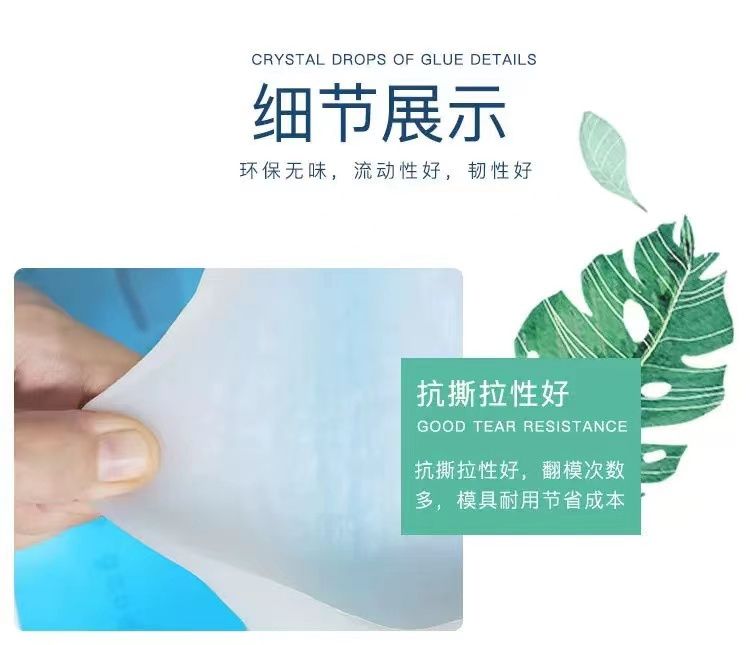 CRYSTAL DROPS OF GLUE DETAILS
细节展示
环保无味，流动性好，韧性好
抗撕拉性好
GOOD TEAR RESISTANCE
抗撕拉性好，翻模次数
多，模具耐用节省成本